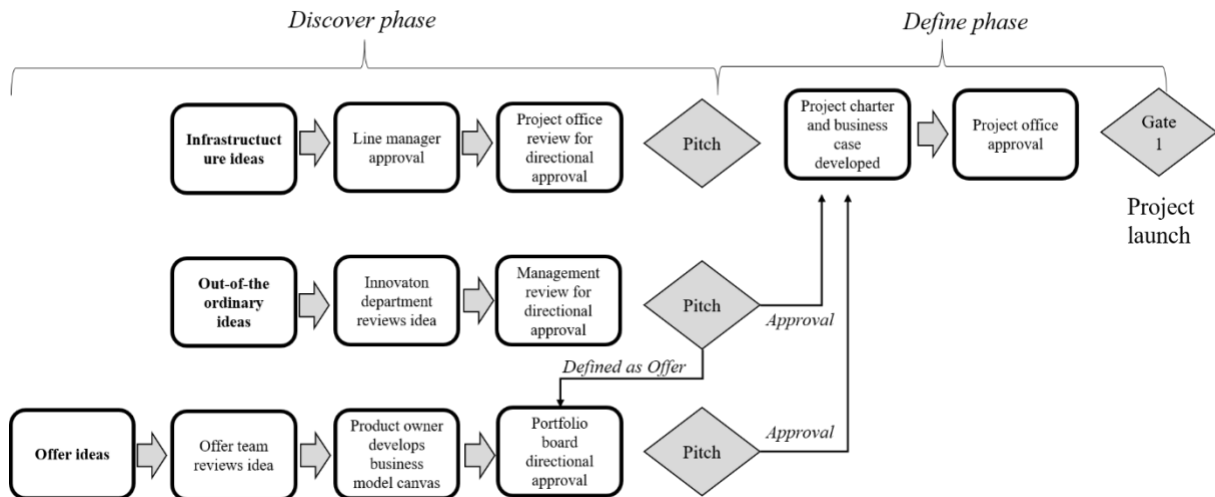 Discover phase
Define phase
Infrastructuct
ure ideas
Line manager
approval
Project office
review for
directional
approval
Pitch
Project charter
and business
case
developed
Project office
approval
Gate
1
Project
launch
Out-of-the
ordinary
ideas
Innovaton
department
reviews idea
Management
review for
directional
approval
Pitch
Approval
Defined as Offer
Offer ideas
Offer team
reviews idea
Product owner
develops
business
model canvas
Portfolio
board
directional
approval
Pitch
Approval